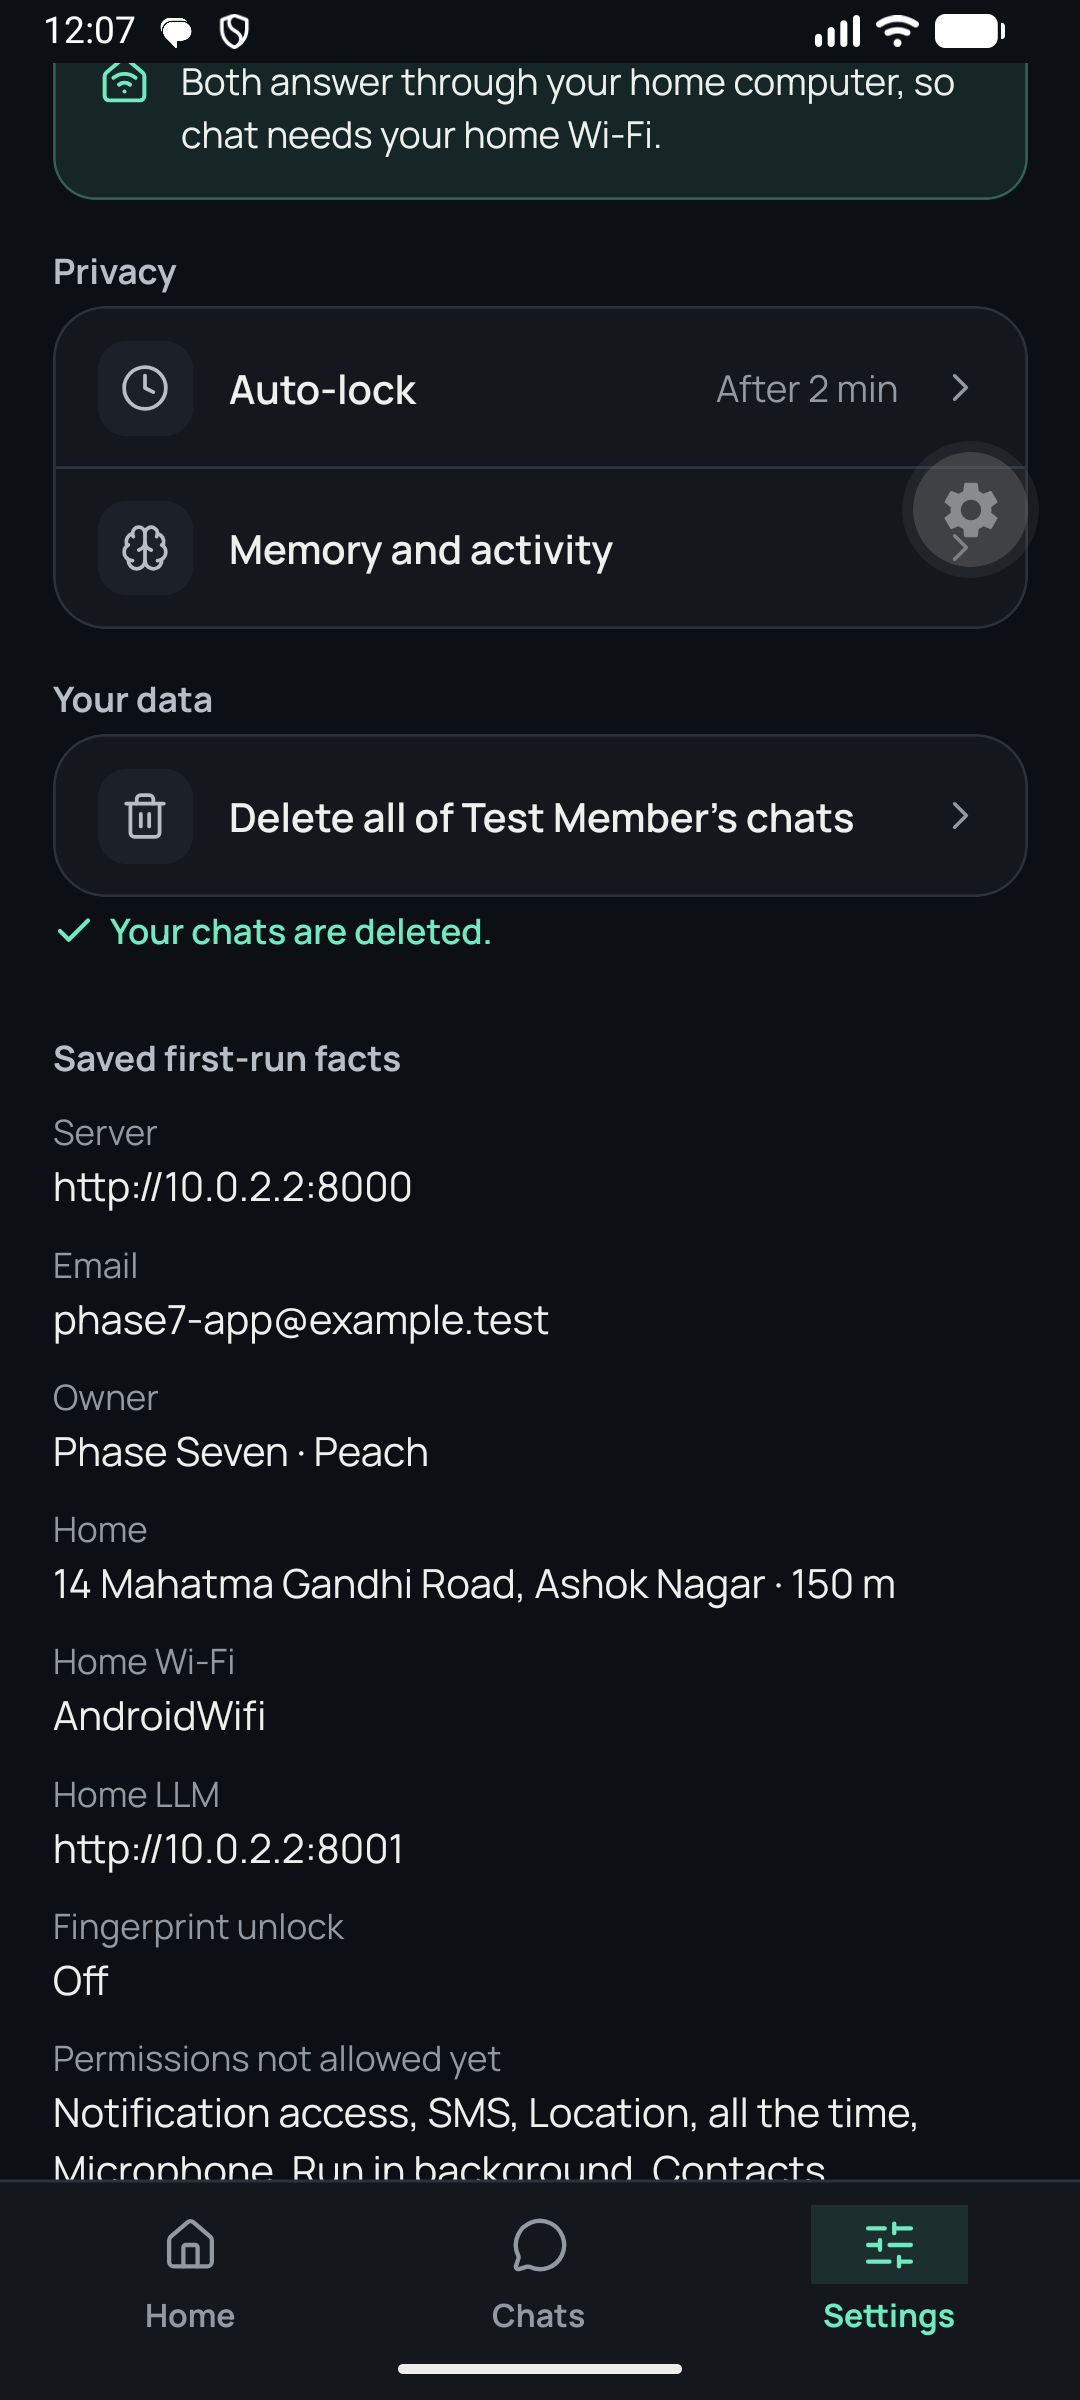 12:07
Both answer through your home computer, so
chat needs your home Wi-Fi.
Privacy
Auto-lock
After 2 min
Memory and activity
Your data
Delete all of Test Member’s chats
Your chats are deleted.
Saved first-run facts
Server
http://10.0.2.2:8000
Email
phase7-app@example.test
Owner
Phase Seven · Peach
Home
14 Mahatma Gandhi Road, Ashok Nagar · 150 m
Home Wi-Fi
AndroidWifi
Home LLM
http://10.0.2.2:8001
Fingerprint unlock
Off
Permissions not allowed yet
Notification access, SMS, Location, all the time,
Microphone, Run in background, Contacts
Home
Chats
Settings